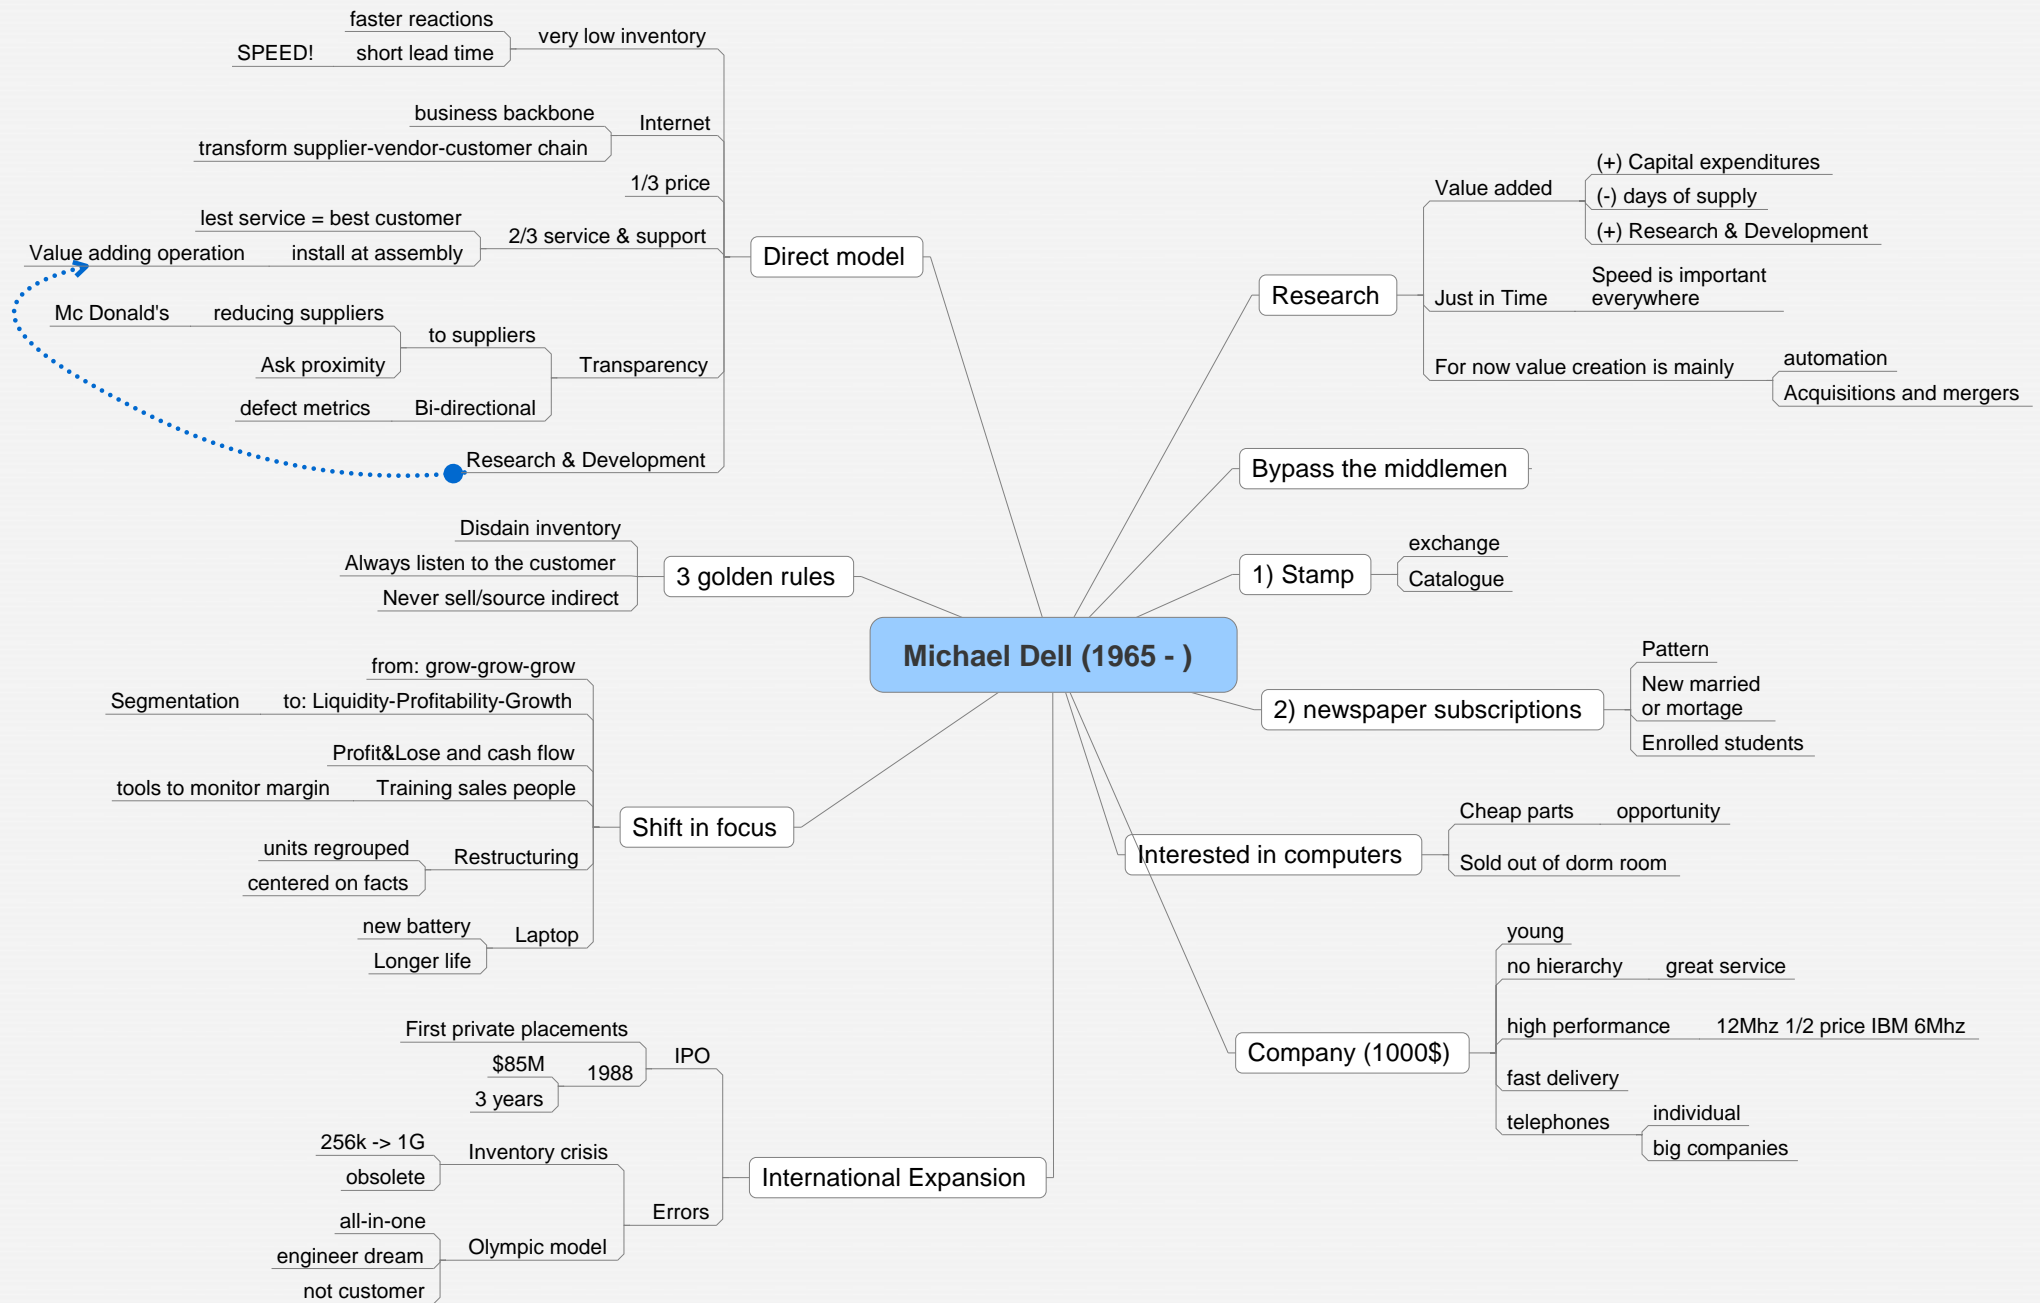 Michael Dell (1965 - )
Research
Value added
(+) Capital expenditures
(-) days of supply
(+) Research & Development
Just in Time
Speed is important
everywhere
For now value creation is mainly
automation
Acquisitions and mergers
Bypass the middlemen
1) Stamp
exchange
Catalogue
2) newspaper subscriptions
Pattern
New married
or mortage
Enrolled students
Interested in computers
Cheap parts
opportunity
Sold out of dorm room
Company (1000$)
young
no hierarchy
great service
high performance
12Mhz 1/2 price IBM 6Mhz
fast delivery
telephones
individual
big companies
Direct model
very low inventory
faster reactions
short lead time
SPEED!
Internet
business backbone
transform supplier-vendor-customer chain
1/3 price
2/3 service & support
lest service = best customer
install at assembly
Value adding operation
Transparency
to suppliers
reducing suppliers
Mc Donald's
Ask proximity
Bi-directional
defect metrics
Research & Development
3 golden rules
Disdain inventory
Always listen to the customer
Never sell/source indirect
Shift in focus
from: grow-grow-grow
to: Liquidity-Profitability-Growth
Segmentation
Profit&Lose and cash flow
Training sales people
tools to monitor margin
Restructuring
units regrouped
centered on facts
Laptop
new battery
Longer life
International Expansion
IPO
First private placements
1988
$85M
3 years
Errors
Inventory crisis
256k -> 1G
obsolete
Olympic model
all-in-one
engineer dream
not customer